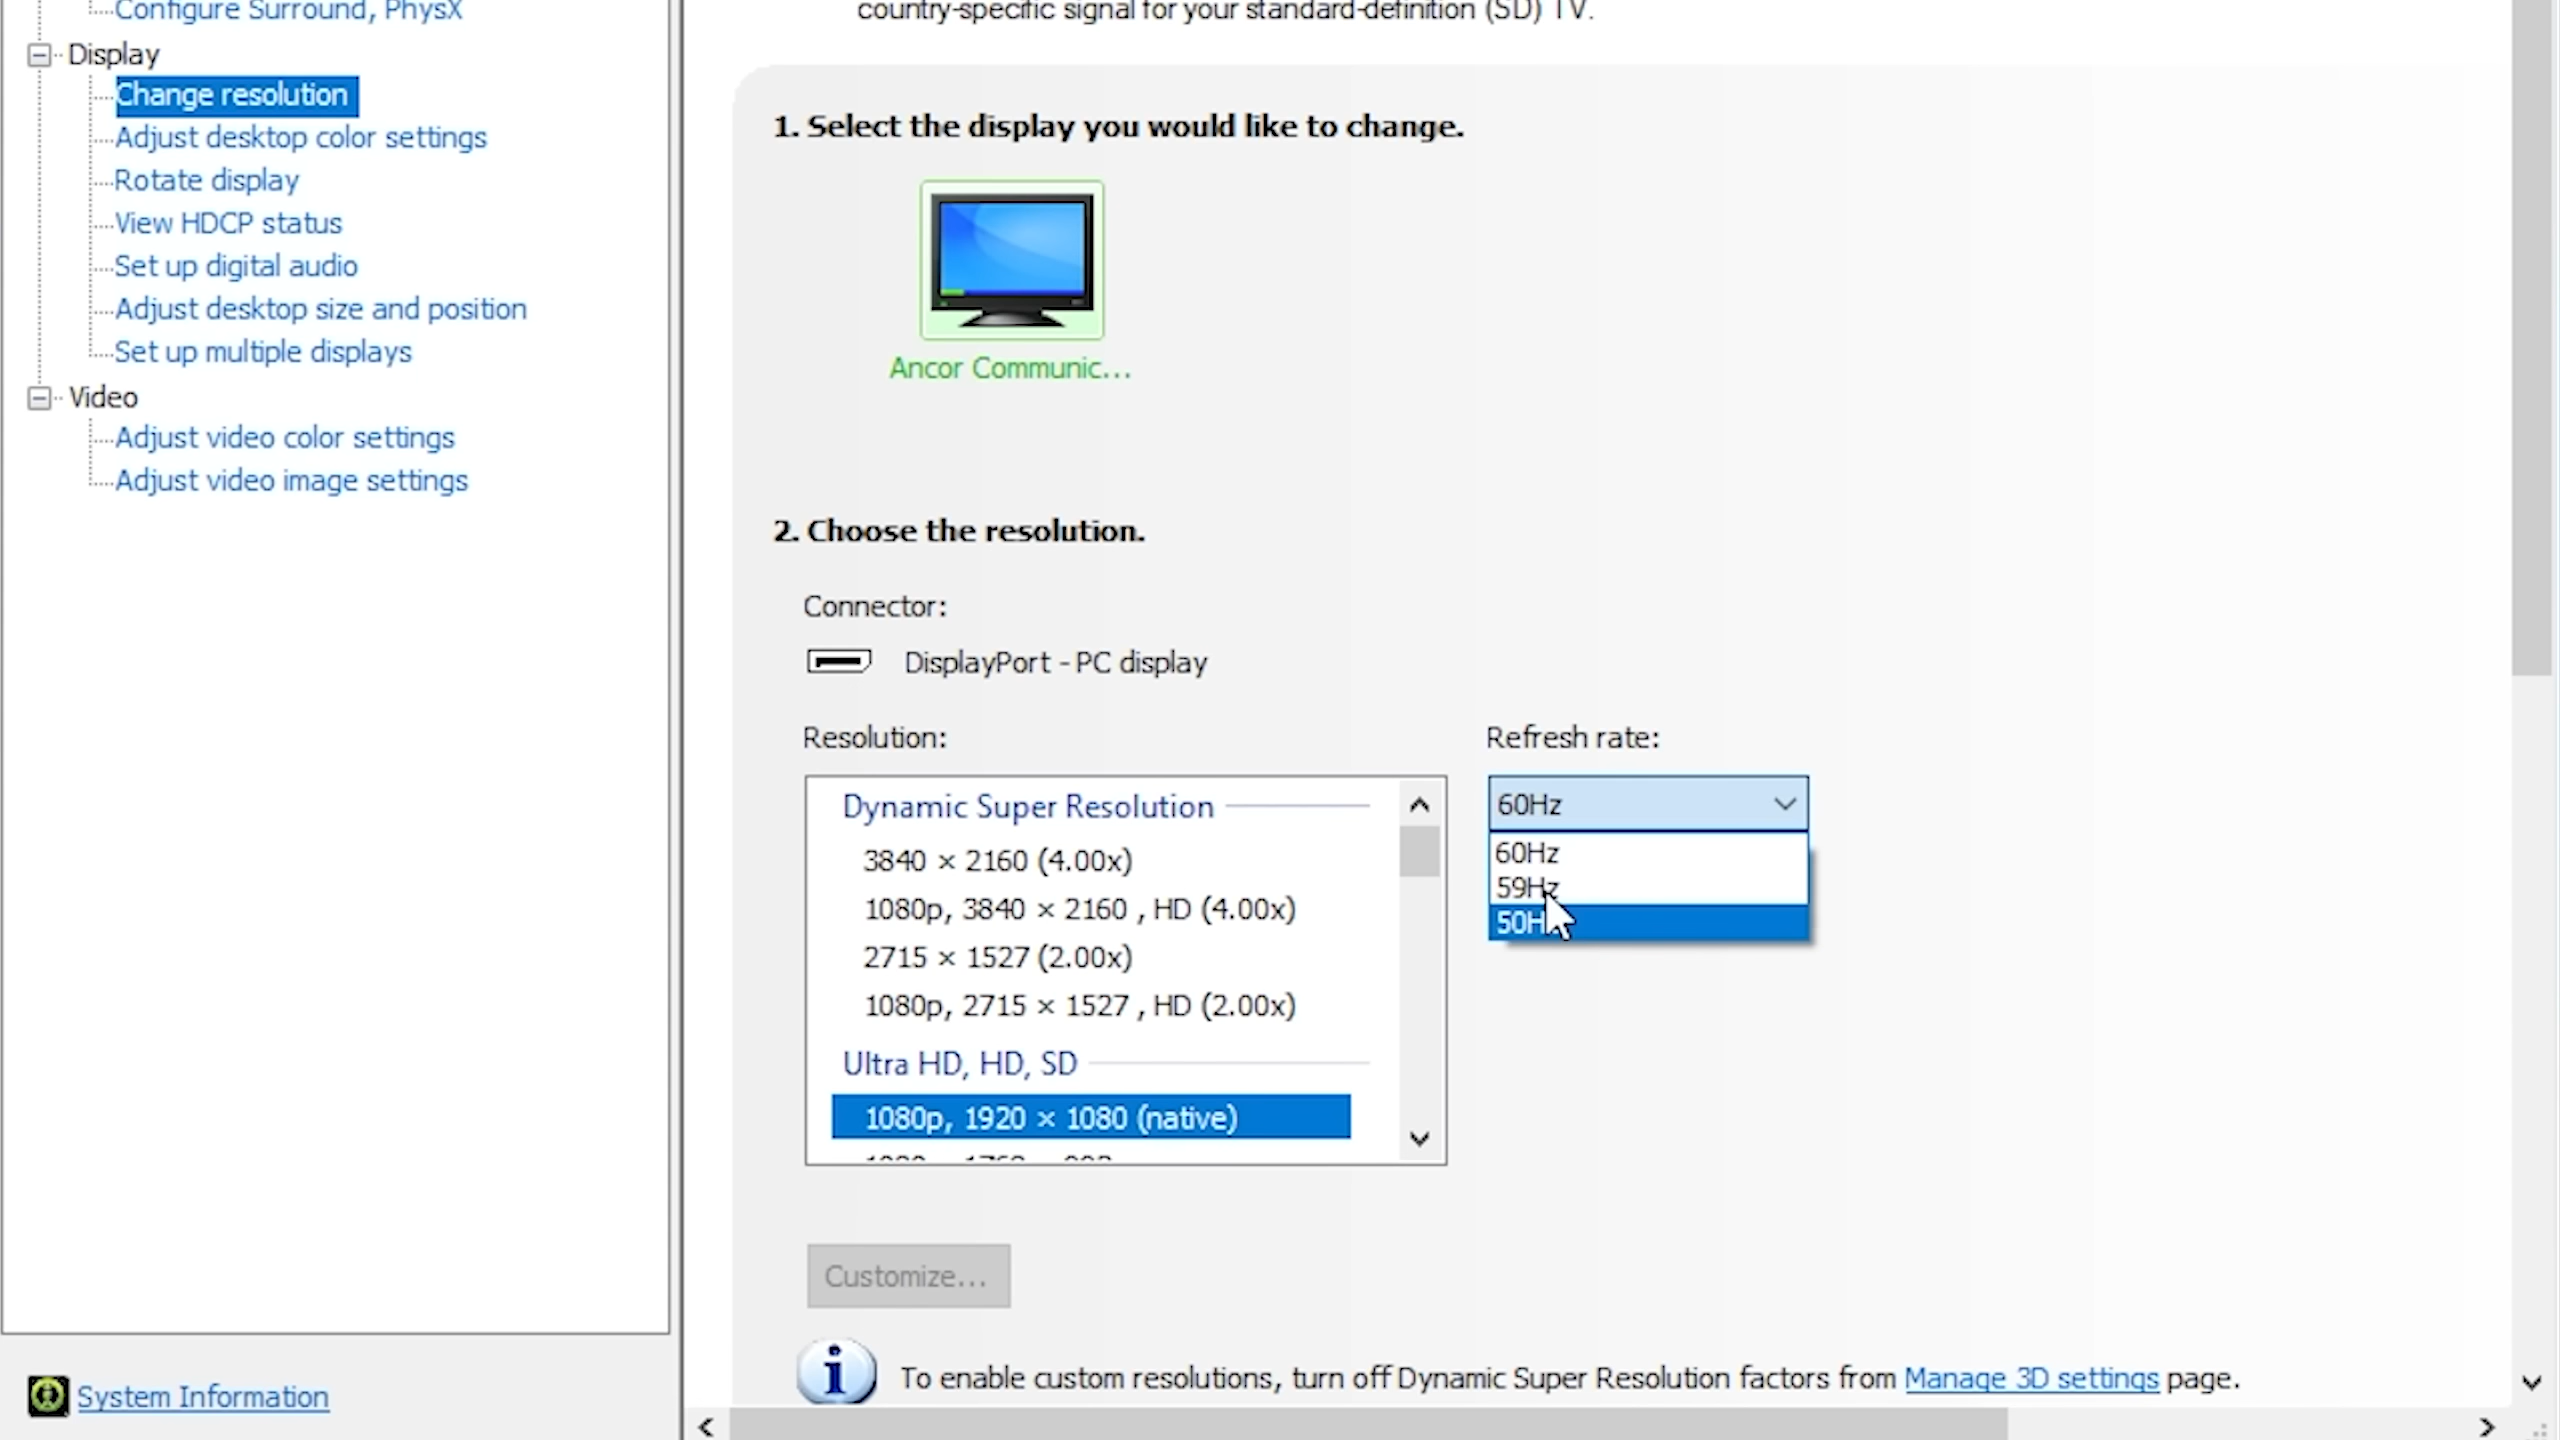 Configure Surround, PhysX
Display
Change resolution
Adjust desktop color settings
Rotate display
View HDCP status
Set up digital audio
Adjust desktop size and position
Set up multiple displays
Video
Adjust video color settings
Adjust video image settings
System Information
country-specific signal for your standard-definition (SD) TV.
1. Select the display you would like to change.
Ancor Communic...
2. Choose the resolution.
Connector:
DisplayPort - PC display
Resolution:
Dynamic Super Resolution
3840 × 2160 (4.00x)
1080p, 3840 × 2160 , HD (4.00x)
2715 × 1527 (2.00x)
1080p, 2715 × 1527 , HD (2.00x)
Ultra HD, HD, SD
1080p, 1920 × 1080 (native)
Refresh rate:
60Hz
60Hz
59Hz
50H
Customize...
To enable custom resolutions, turn off Dynamic Super Resolution factors from Manage 3D settings page.